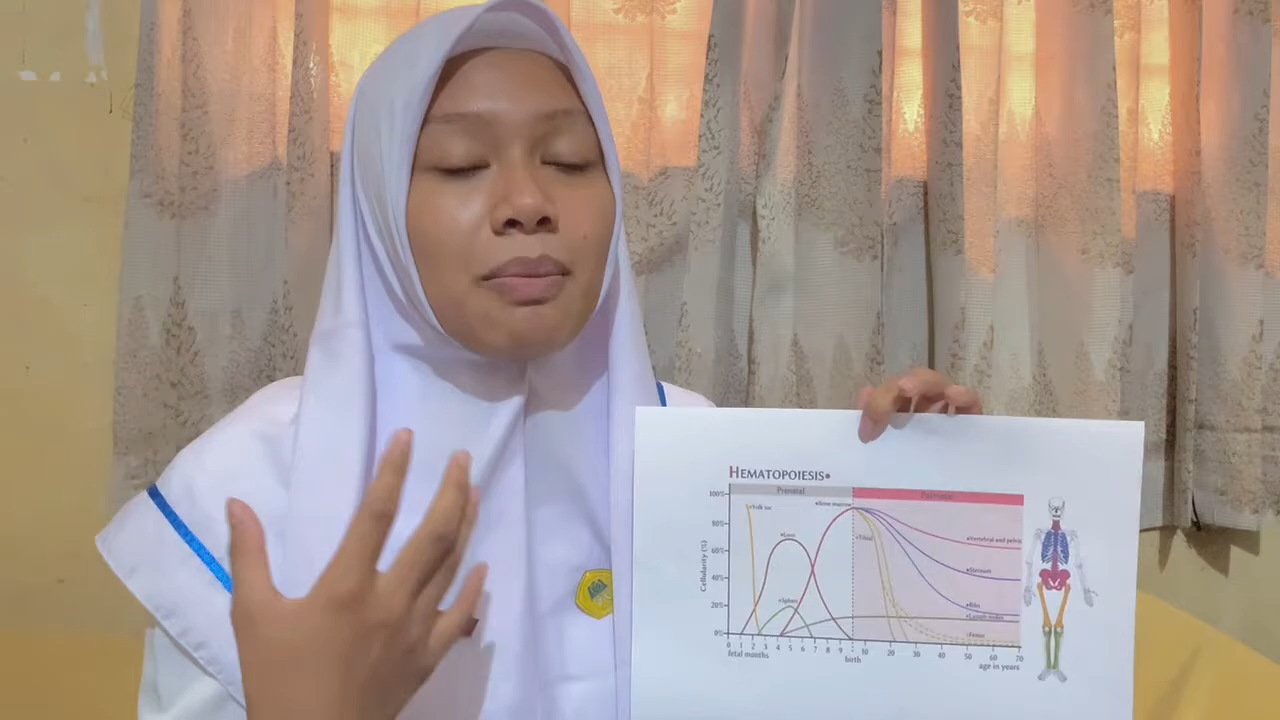 HEMATOPOIESIS
Prenatal Postnatal
100%
80%
60%
40%
20%
0%
Cellularity (%)
Yolk sac
Liver
Spleen
Bone marrow
Tibial
Vertebral and pelvis
Sternum
Ribs
Lymph nodes
Femur
0 1 2 3 4 5 6 7 8 9 10 20 30 40 50 60 70
fetal months birth age in years